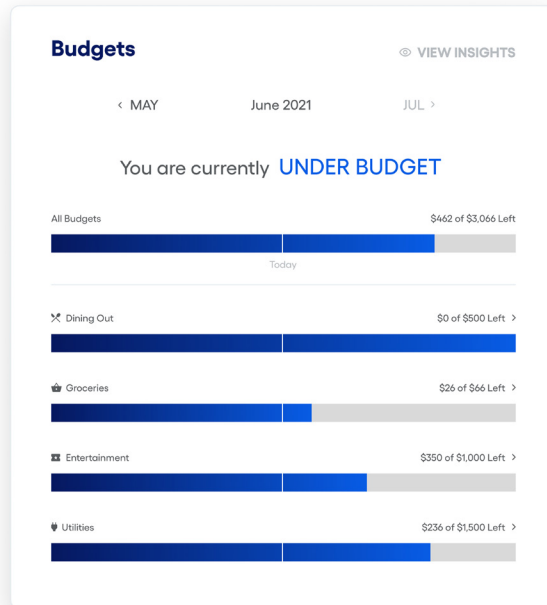 Budgets
VIEW INSIGHTS
‹ MAY June 2021 JUL ›
You are currently UNDER BUDGET
All Budgets $462 of $3,066 Left
Today
Dining Out $0 of $500 Left ›
Groceries $26 of $66 Left ›
Entertainment $350 of $1,000 Left ›
Utilities $236 of $1,500 Left ›